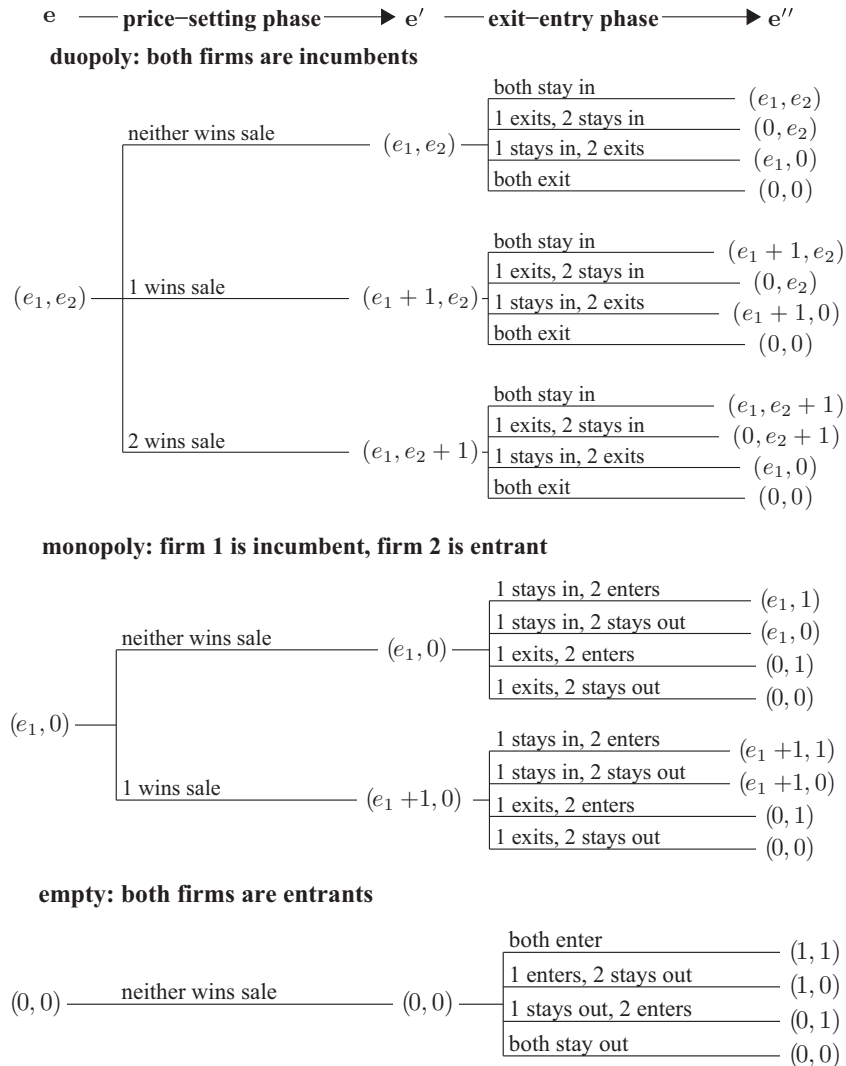 e price−setting phase e′ exit−entry phase e′′
duopoly: both firms are incumbents
both stay in (e₁, e₂)
neither wins sale (e₁, e₂) 1 exits, 2 stays in (0, e₂)
1 stays in, 2 exits (e₁, 0)
both exit (0, 0)
both stay in (e₁ + 1, e₂)
1 exits, 2 stays in (0, e₂)
(e₁, e₂) 1 wins sale (e₁ + 1, e₂) 1 stays in, 2 exits (e₁ + 1, 0)
both exit (0, 0)
both stay in (e₁, e₂ + 1)
2 wins sale (e₁, e₂ + 1) 1 exits, 2 stays in (0, e₂ + 1)
1 stays in, 2 exits (e₁, 0)
both exit (0, 0)
monopoly: firm 1 is incumbent, firm 2 is entrant
1 stays in, 2 enters (e₁, 1)
neither wins sale (e₁, 0) 1 stays in, 2 stays out (e₁, 0)
1 exits, 2 enters (0, 1)
1 exits, 2 stays out (0, 0)
(e₁, 0)
1 stays in, 2 enters (e₁ +1, 1)
1 wins sale (e₁ +1, 0) 1 stays in, 2 stays out (e₁ +1, 0)
1 exits, 2 enters (0, 1)
1 exits, 2 stays out (0, 0)
empty: both firms are entrants
both enter (1, 1)
1 enters, 2 stays out (1, 0)
(0, 0) neither wins sale (0, 0) 1 stays out, 2 enters (0, 1)
both stay out (0, 0)